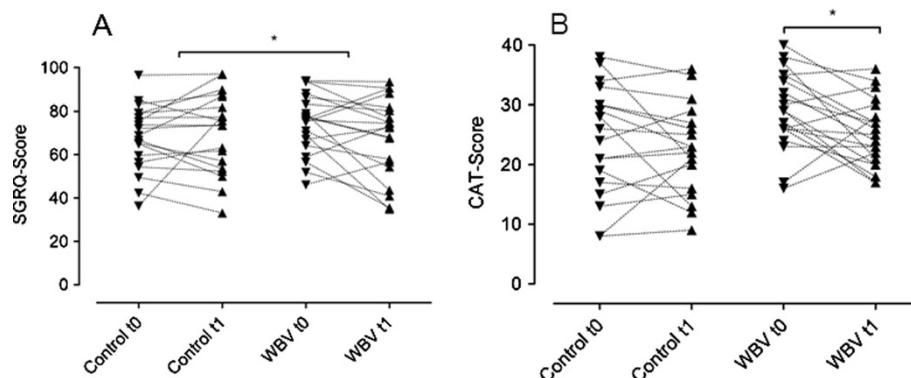 A
*
SGRQ-Score
100
80
60
40
20
0
Control t0
Control t1
WBV t0
WBV t1
B
*
CAT-Score
40
30
20
10
0
Control t0
Control t1
WBV t0
WBV t1